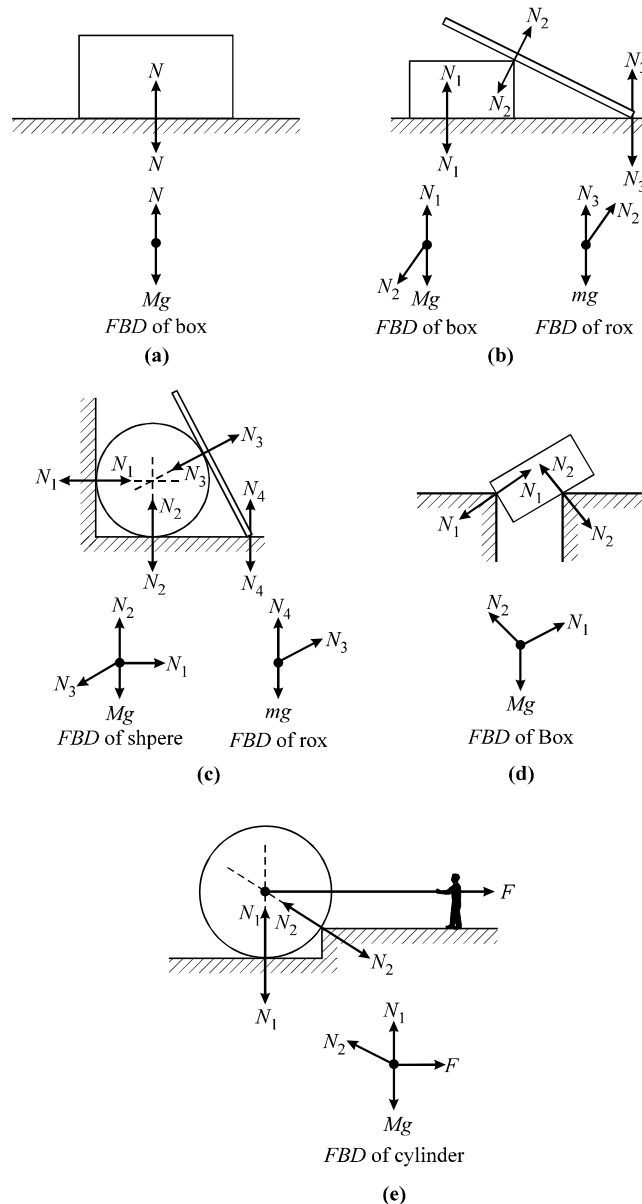 N
N
N
Mg
FBD of box
(a)
N2
N1
N2
N3
N1
N3
N1
N2
Mg
FBD of box
N3
N2
mg
FBD of rox
(b)
N3
N1
N1
N3
N2
N4
N2
N4
N2
N1
N3
Mg
FBD of shpere
N4
N3
mg
FBD of rox
(c)
N2
N1
N1
N2
N2
N1
Mg
FBD of Box
(d)
F
N1
N2
N2
N1
N1
N2
F
Mg
FBD of cylinder
(e)